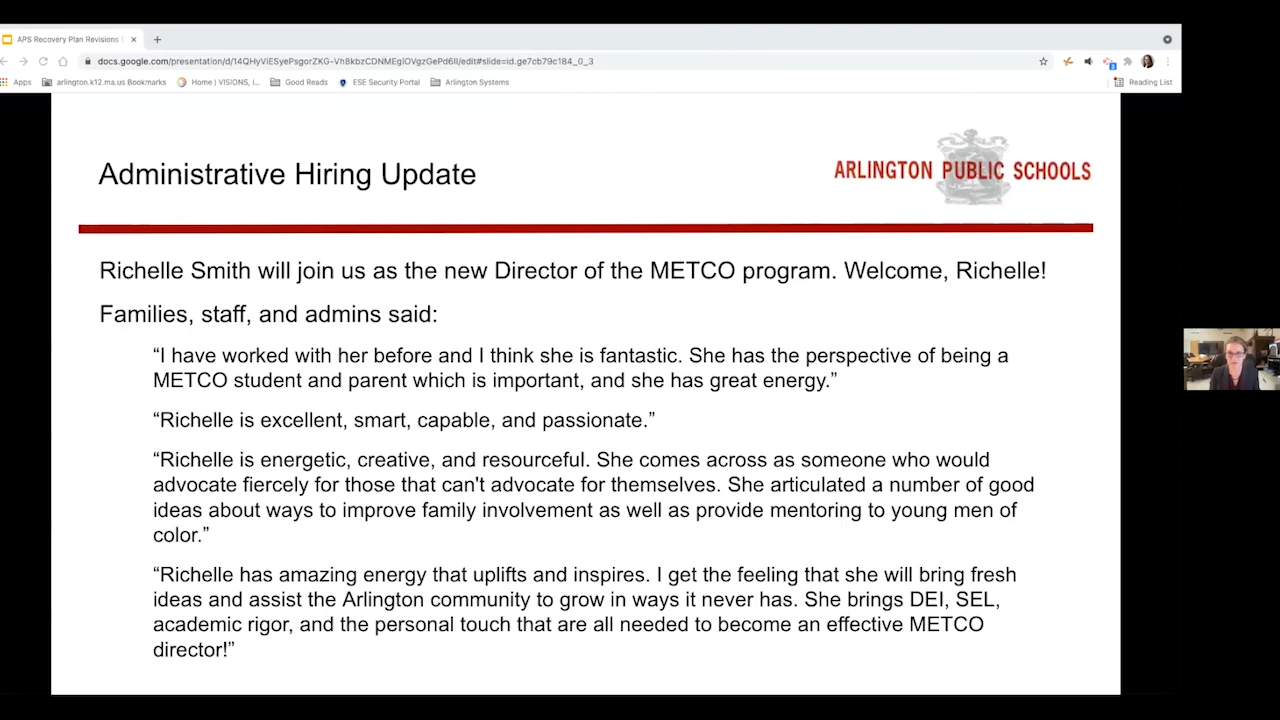 APS Recovery Plan Revisions
docs.google.com/presentation/d/14QHyViESyePsgorZKG-Vh8kbzCDNMEglOVgzGePd6lI/edit#slide=id.ge7cb79c184_0_3
Apps arlington.k12.ma.us Bookmarks Home | VISIONS, I... Good Reads ESE Security Portal Arlington Systems Reading List
Administrative Hiring Update
ARLINGTON PUBLIC SCHOOLS
Richelle Smith will join us as the new Director of the METCO program. Welcome, Richelle!
Families, staff, and admins said:
“I have worked with her before and I think she is fantastic. She has the perspective of being a
METCO student and parent which is important, and she has great energy.”
“Richelle is excellent, smart, capable, and passionate.”
“Richelle is energetic, creative, and resourceful. She comes across as someone who would
advocate fiercely for those that can't advocate for themselves. She articulated a number of good
ideas about ways to improve family involvement as well as provide mentoring to young men of
color.”
“Richelle has amazing energy that uplifts and inspires. I get the feeling that she will bring fresh
ideas and assist the Arlington community to grow in ways it never has. She brings DEI, SEL,
academic rigor, and the personal touch that are all needed to become an effective METCO
director!”